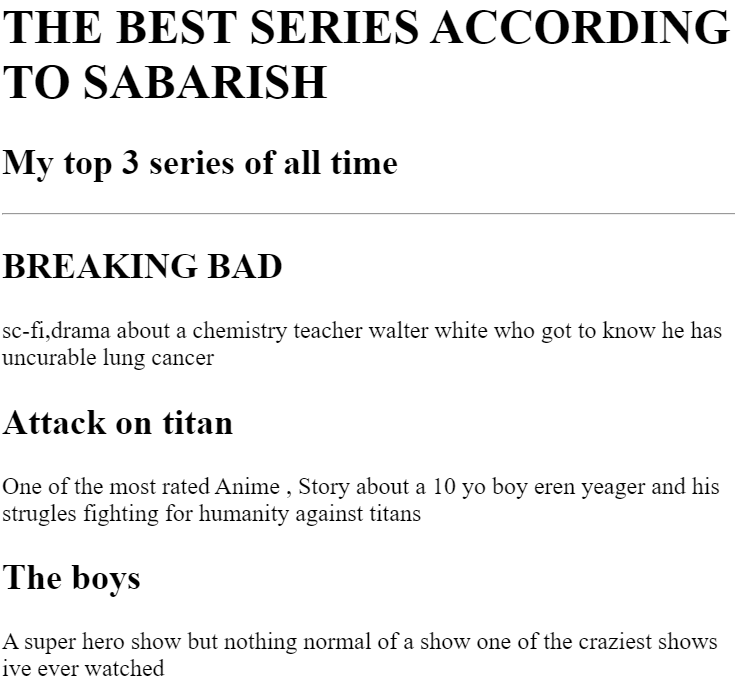 THE BEST SERIES ACCORDING
TO SABARISH
My top 3 series of all time
BREAKING BAD
sc-fi,drama about a chemistry teacher walter white who got to know he has
uncurable lung cancer
Attack on titan
One of the most rated Anime , Story about a 10 yo boy eren yeager and his
strugles fighting for humanity against titans
The boys
A super hero show but nothing normal of a show one of the craziest shows
ive ever watched